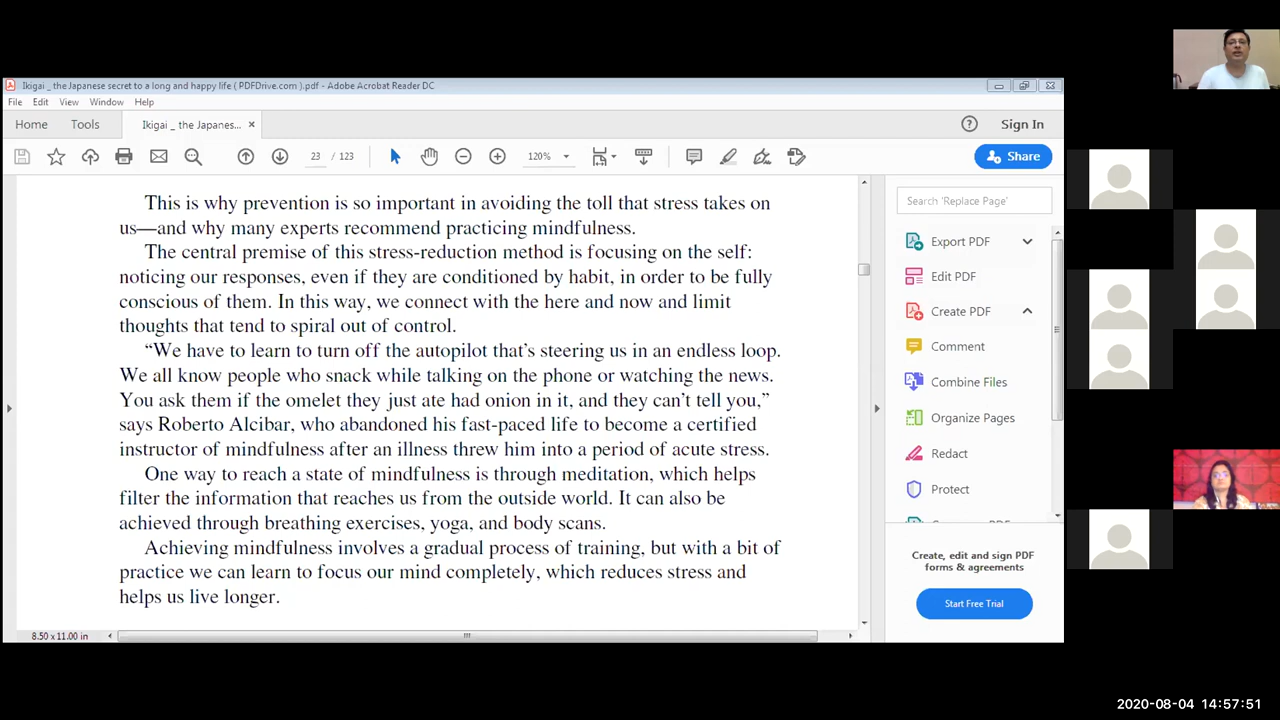 Ikigai _ the Japanese secret to a long and happy life ( PDFDrive.com ).pdf - Adobe Acrobat Reader DC
File Edit View Window Help
Home Tools Ikigai _ the Japanes... × Sign In
23 / 123 120% Share
This is why prevention is so important in avoiding the toll that stress takes on
us—and why many experts recommend practicing mindfulness.
The central premise of this stress-reduction method is focusing on the self:
noticing our responses, even if they are conditioned by habit, in order to be fully
conscious of them. In this way, we connect with the here and now and limit
thoughts that tend to spiral out of control.
“We have to learn to turn off the autopilot that’s steering us in an endless loop.
We all know people who snack while talking on the phone or watching the news.
You ask them if the omelet they just ate had onion in it, and they can’t tell you,”
says Roberto Alcibar, who abandoned his fast-paced life to become a certified
instructor of mindfulness after an illness threw him into a period of acute stress.
One way to reach a state of mindfulness is through meditation, which helps
filter the information that reaches us from the outside world. It can also be
achieved through breathing exercises, yoga, and body scans.
Achieving mindfulness involves a gradual process of training, but with a bit of
practice we can learn to focus our mind completely, which reduces stress and
helps us live longer.
8.50 x 11.00 in
Search 'Replace Page'
Export PDF
Edit PDF
Create PDF
Comment
Combine Files
Organize Pages
Redact
Protect
Create, edit and sign PDF
forms & agreements
Start Free Trial
2020-08-04 14:57:51